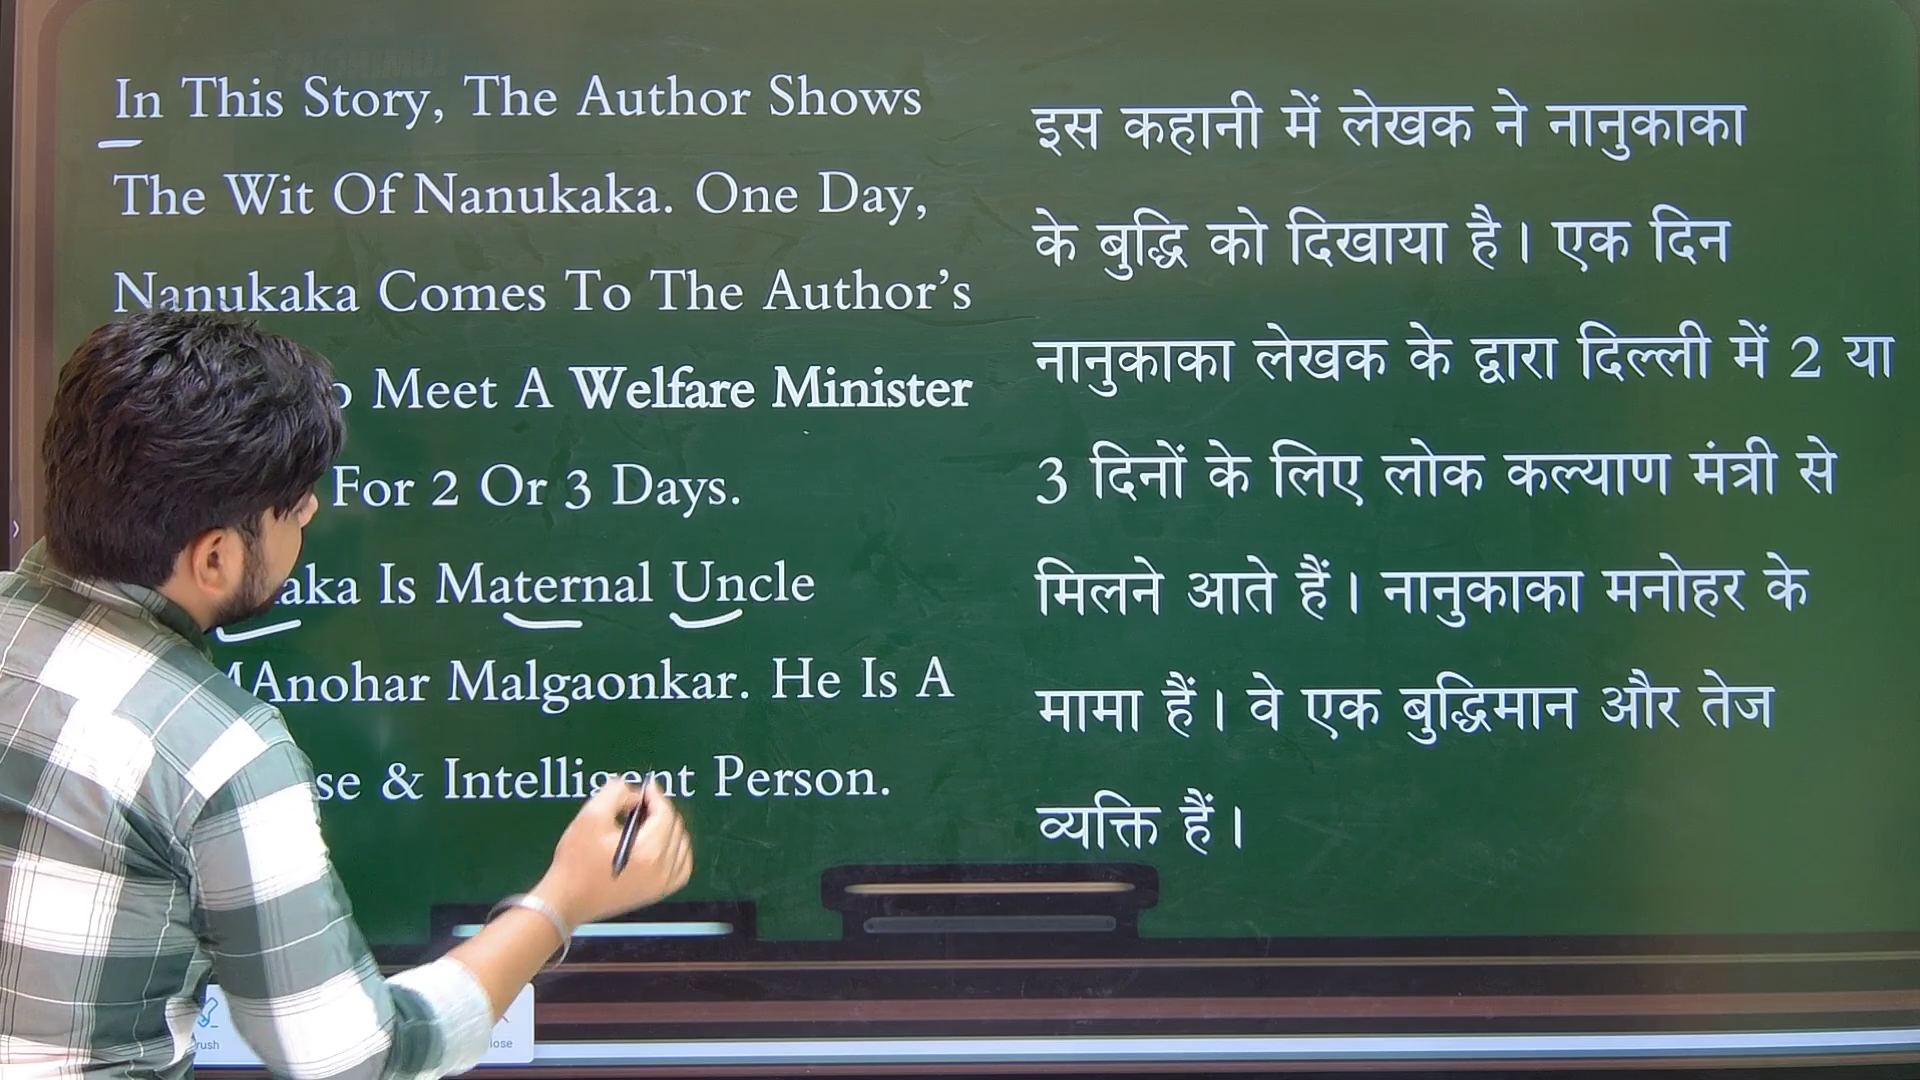 In This Story, The Author Shows
The Wit Of Nanukaka. One Day,
Nanukaka Comes To The Author's
Meet A Welfare Minister
For 2 Or 3 Days.
Is Maternal Uncle
MAnohar Malgaonkar. He Is A
& Intelligent Person.
इस कहानी में लेखक ने नानुकाका
के बुद्धि को दिखाया है। एक दिन
नानुकाका लेखक के द्वारा दिल्ली में 2 या
3 दिनों के लिए लोक कल्याण मंत्री से
मिलने आते हैं। नानुकाका मनोहर के
मामा हैं। वे एक बुद्धिमान और तेज
व्यक्ति हैं।